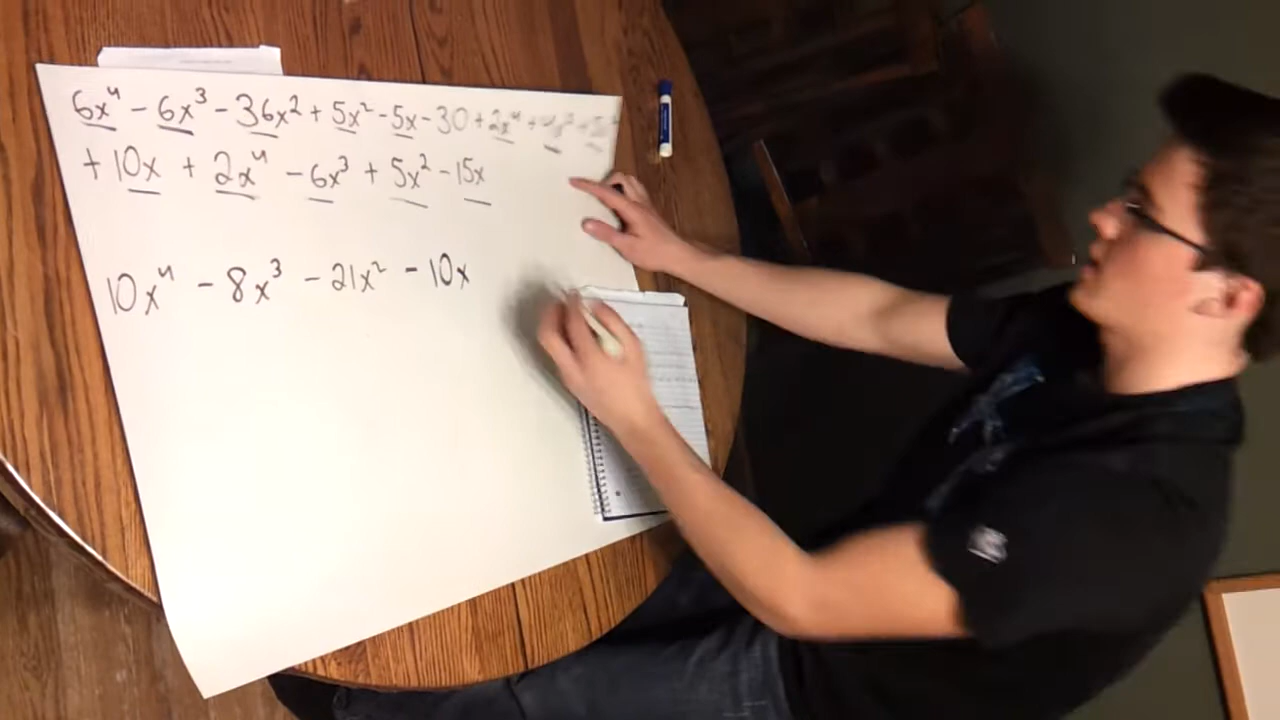 6x⁴ - 6x³ - 36x² + 5x² - 5x - 30 + 2x⁴ +
+ 10x + 2x⁴ - 6x³ + 5x² - 15x
10x⁴ - 8x³ - 21x² - 10x